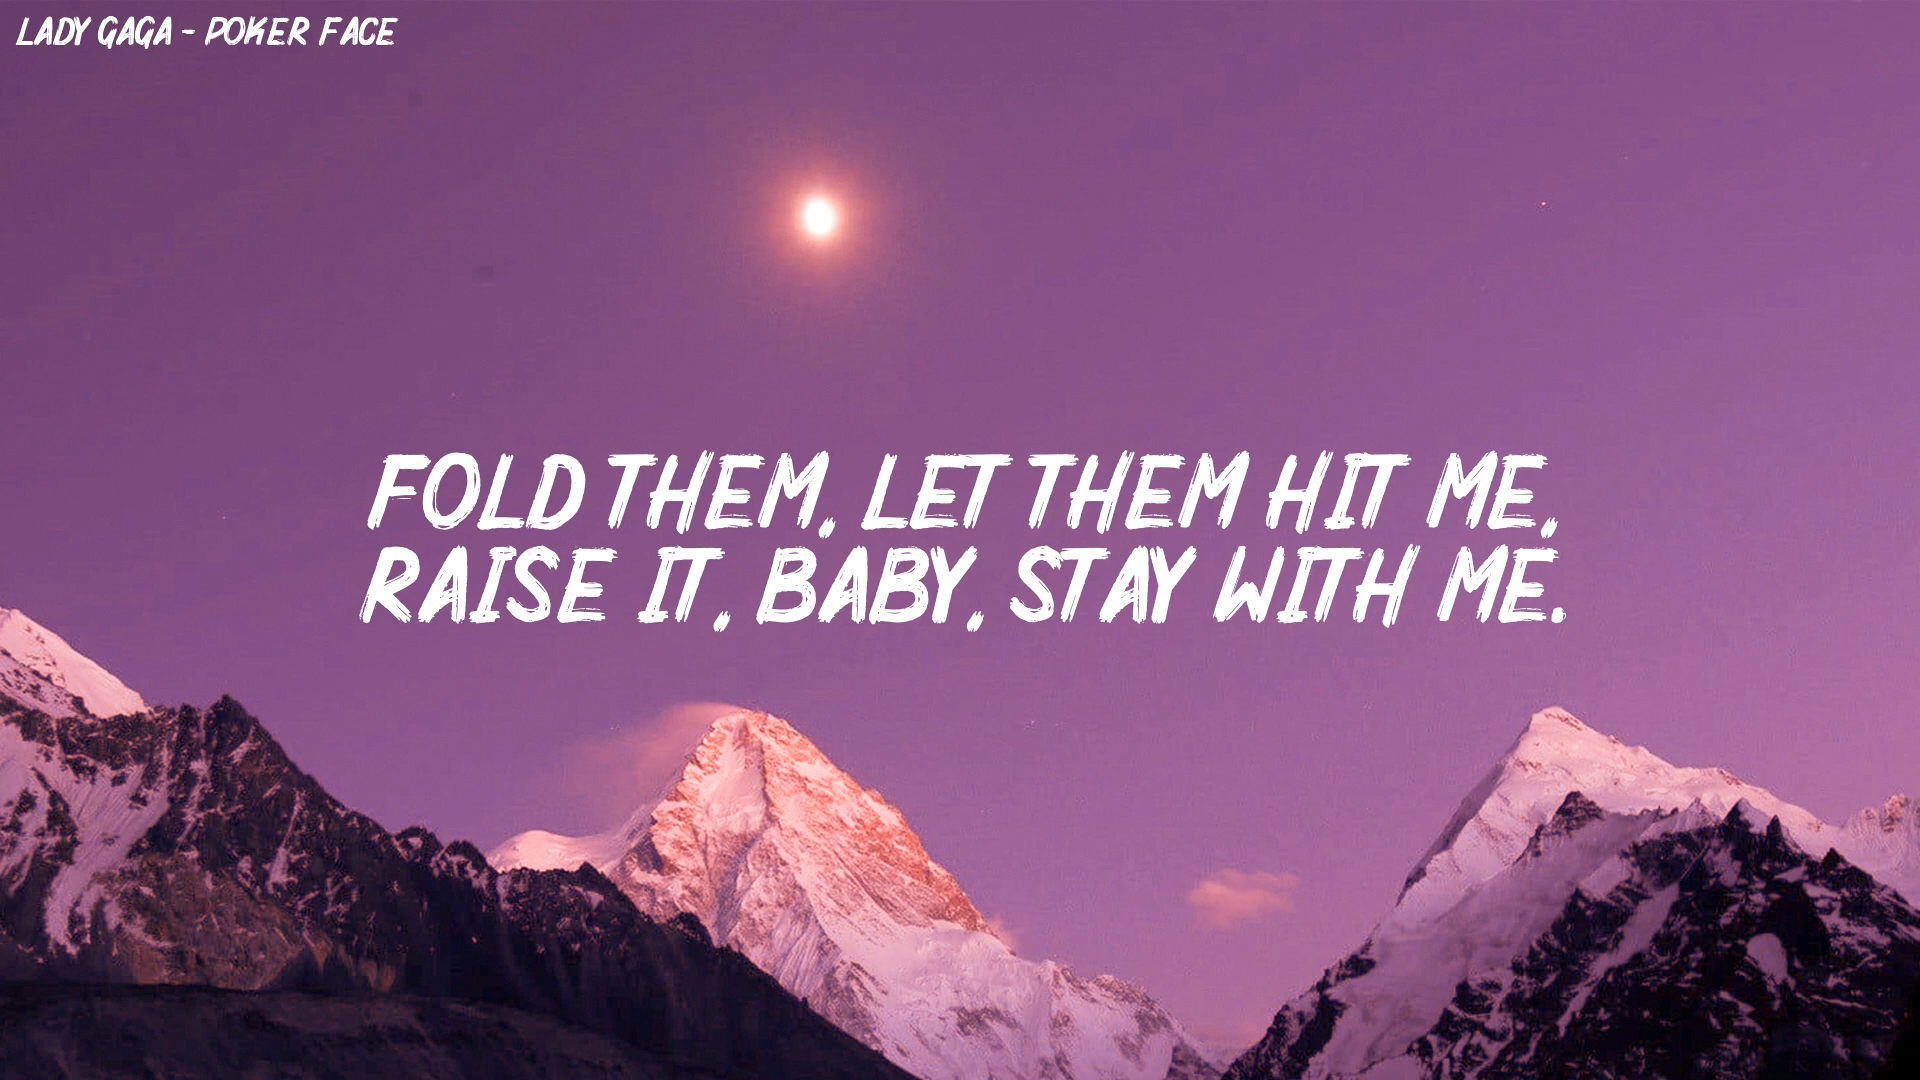 LADY GAGA - POKER FACE
FOLD THEM, LET THEM HIT ME,
RAISE IT, BABY, STAY WITH ME.